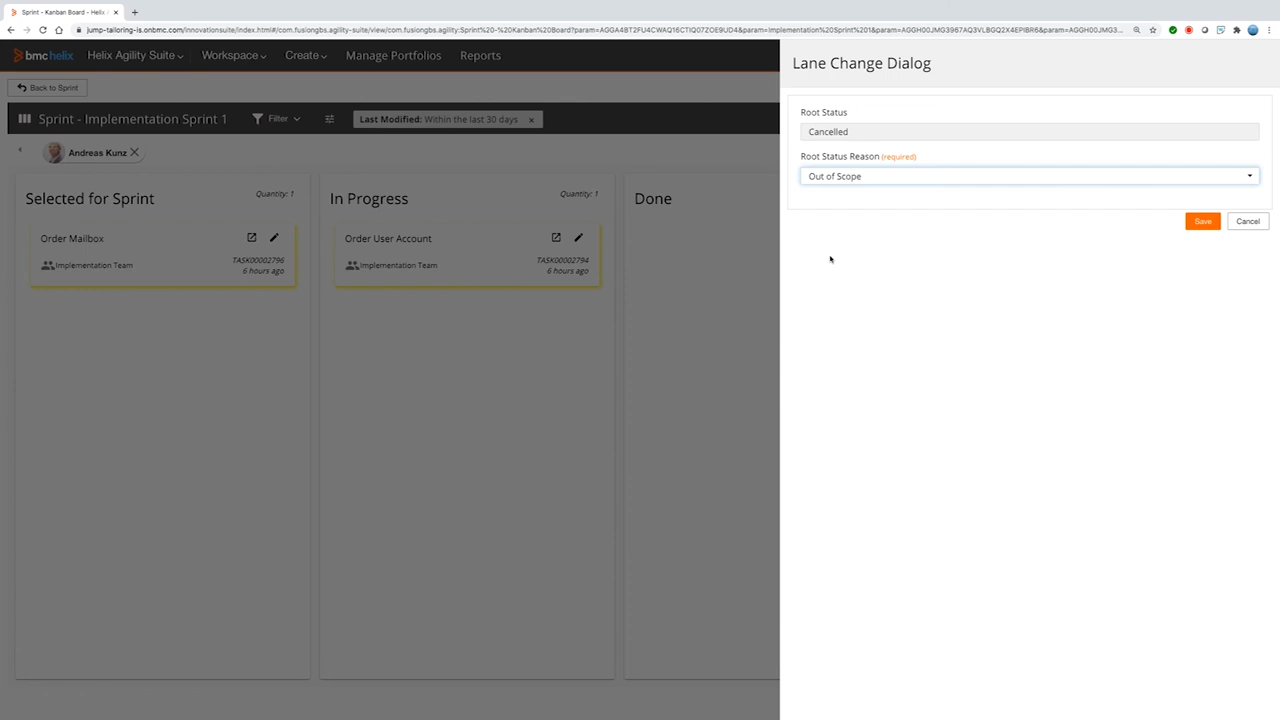 Sprint - Kanban Board - Helix
jump-tailoring-is.onbmc.com/innovationsuite/index.html#/com.fusiongbs.agility-suite/view/com.fusiongbs.agility:Sprint%20-%20Kanban%20Board?param=AGGA4BT2FU4CWAQ16CTIQ07ZOE9UD4&param=Implementation%20Sprint%201&param=AGGH00JMG3967AQ3VLBGQ2X4EPIBR6&param=AGGH00JMG3...
bmchelix Helix Agility Suite Workspace Create Manage Portfolios Reports
Lane Change Dialog
Back to Sprint
Sprint - Implementation Sprint 1 Filter Last Modified: Within the last 30 days x
Andreas Kunz
Root Status
Cancelled
Root Status Reason (required)
Out of Scope
Save Cancel
Selected for Sprint Quantity: 1
Order Mailbox
Implementation Team TASK00002796
6 hours ago
In Progress Quantity: 1
Order User Account
Implementation Team TASK00002794
6 hours ago
Done